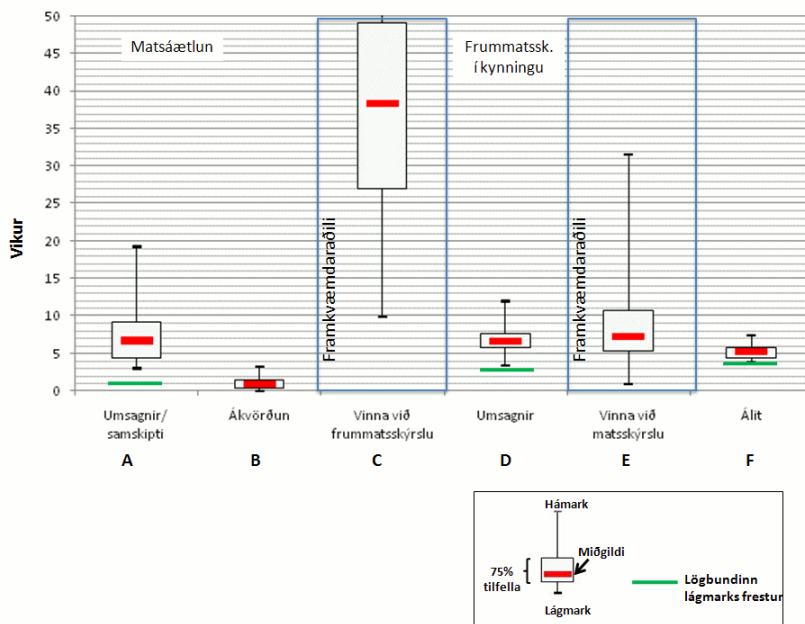 Vikur
50
45
40
35
30
25
20
15
10
5
0
Matsáætlun
Frummatssk.
í kynningu
Framkvæmdaraðili
Framkvæmdaraðili
Umsagnir/
samskipti
Ákvörðun
Vinna við
frummatsskýrslu
Umsagnir
Vinna við
matsskýrslu
Álit
A
B
C
D
E
F
Hámark
Miðgildi
75%
tilfella
Lágmark
Lögbundinn
lágmarks frestur